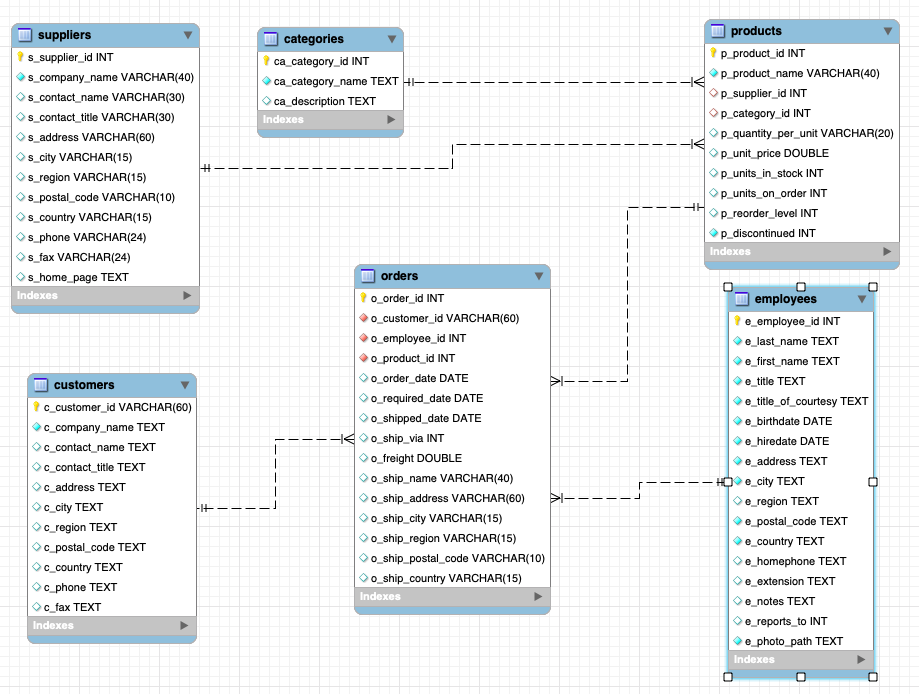 suppliers
s_supplier_id INT
s_company_name VARCHAR(40)
s_contact_name VARCHAR(30)
s_contact_title VARCHAR(30)
s_address VARCHAR(60)
s_city VARCHAR(15)
s_region VARCHAR(15)
s_postal_code VARCHAR(10)
s_country VARCHAR(15)
s_phone VARCHAR(24)
s_fax VARCHAR(24)
s_home_page TEXT
Indexes
categories
ca_category_id INT
ca_category_name TEXT
ca_description TEXT
Indexes
products
p_product_id INT
p_product_name VARCHAR(40)
p_supplier_id INT
p_category_id INT
p_quantity_per_unit VARCHAR(20)
p_unit_price DOUBLE
p_units_in_stock INT
p_units_on_order INT
p_reorder_level INT
p_discontinued INT
Indexes
customers
c_customer_id VARCHAR(60)
c_company_name TEXT
c_contact_name TEXT
c_contact_title TEXT
c_address TEXT
c_city TEXT
c_region TEXT
c_postal_code TEXT
c_country TEXT
c_phone TEXT
c_fax TEXT
Indexes
orders
o_order_id INT
o_customer_id VARCHAR(60)
o_employee_id INT
o_product_id INT
o_order_date DATE
o_required_date DATE
o_shipped_date DATE
o_ship_via INT
o_freight DOUBLE
o_ship_name VARCHAR(40)
o_ship_address VARCHAR(60)
o_ship_city VARCHAR(15)
o_ship_region VARCHAR(15)
o_ship_postal_code VARCHAR(10)
o_ship_country VARCHAR(15)
Indexes
employees
e_employee_id INT
e_last_name TEXT
e_first_name TEXT
e_title TEXT
e_title_of_courtesy TEXT
e_birthdate DATE
e_hiredate DATE
e_address TEXT
e_city TEXT
e_region TEXT
e_postal_code TEXT
e_country TEXT
e_homephone TEXT
e_extension TEXT
e_notes TEXT
e_reports_to INT
e_photo_path TEXT
Indexes